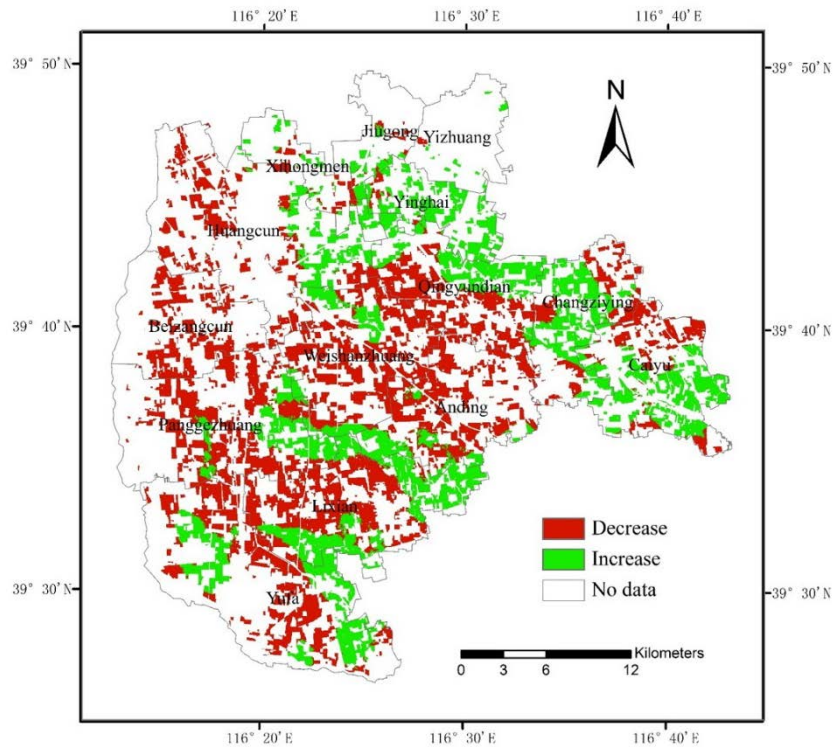 116° 20'E 116° 30'E 116° 40'E
39° 50'N 39° 50'N
N
Jiugong
Yizhuang
Xihongmen
Yinghai
Huangcun
Qingyundian
Changziying
39° 40'N 39° 40'N
Beizangcun
Weishanzhuang
Caiyu
Anding
Panggezhuang
Lixian
Decrease
Increase
39° 30'N 39° 30'N
No data
Yufa
Kilometers
0 3 6 12
116° 20'E 116° 30'E 116° 40'E